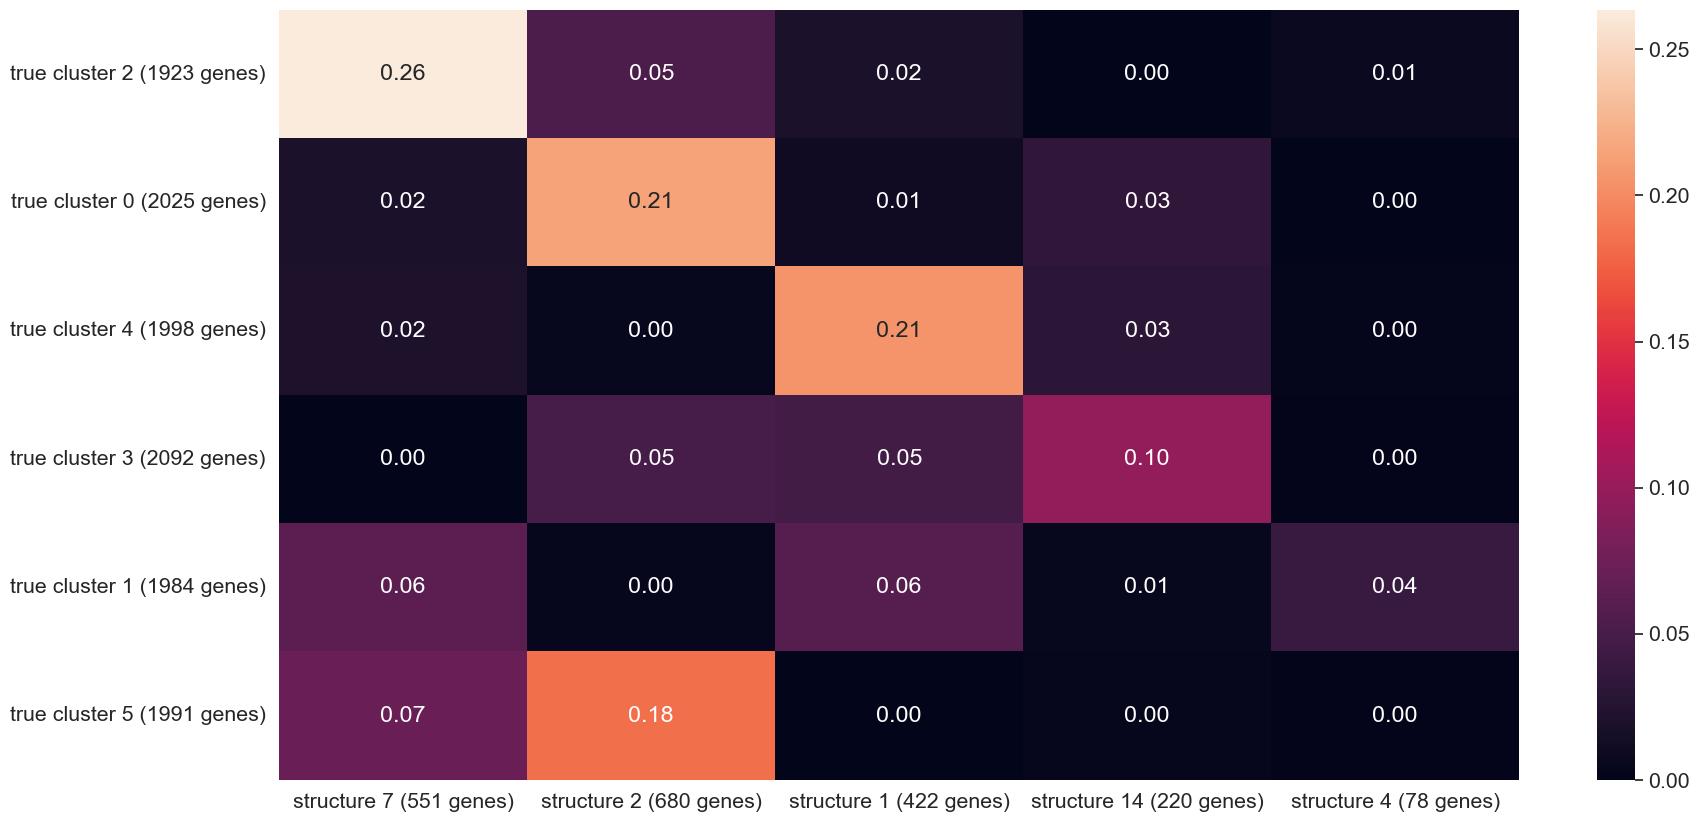 true cluster 2 (1923 genes) 0.26 0.05 0.02 0.00 0.01
true cluster 0 (2025 genes) 0.02 0.21 0.01 0.03 0.00
true cluster 4 (1998 genes) 0.02 0.00 0.21 0.03 0.00
true cluster 3 (2092 genes) 0.00 0.05 0.05 0.10 0.00
true cluster 1 (1984 genes) 0.06 0.00 0.06 0.01 0.04
true cluster 5 (1991 genes) 0.07 0.18 0.00 0.00 0.00
structure 7 (551 genes) structure 2 (680 genes) structure 1 (422 genes) structure 14 (220 genes) structure 4 (78 genes)
0.25
0.20
0.15
0.10
0.05
0.00